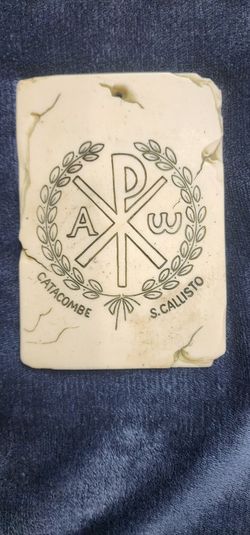 ☧
Α ω
CATACOMBE S. CALLISTO